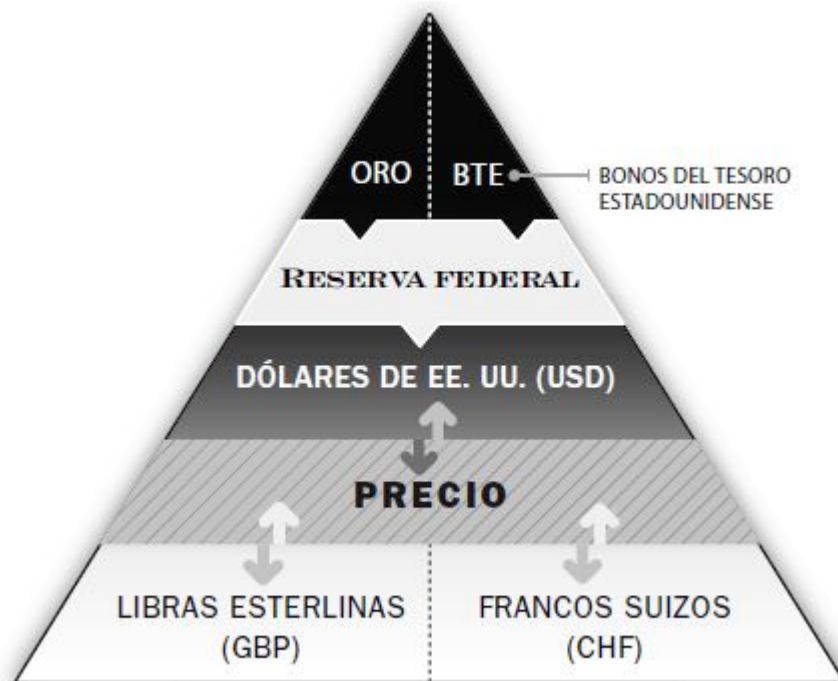 ORO
BTE
BONOS DEL TESORO
ESTADOUNIDENSE
RESERVA FEDERAL
DÓLARES DE EE. UU. (USD)
PRECIO
LIBRAS ESTERLINAS
(GBP)
FRANCOS SUIZOS
(CHF)